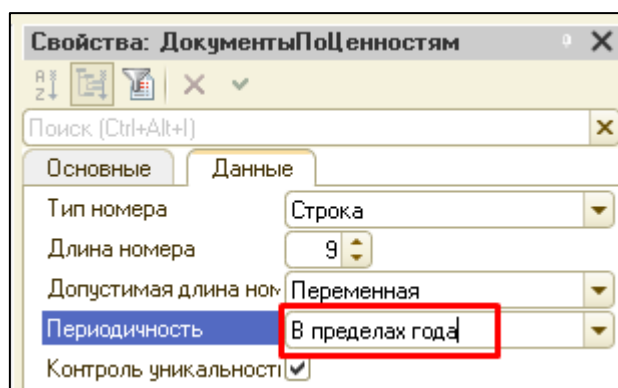 Свойства: ДокументыПоЦенностям
Поиск (Ctrl+Alt+I)
Основные Данные
Тип номера Строка
Длина номера 9
Допустимая длина ном Переменная
Периодичность В пределах года
Контроль уникальности